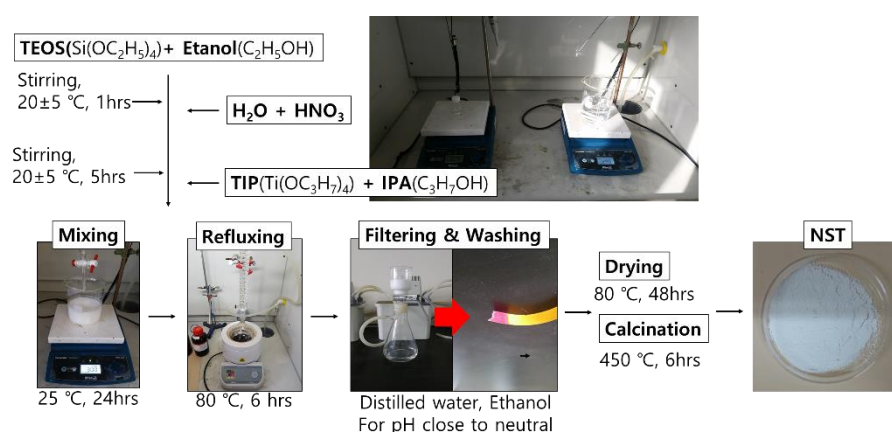 TEOS(Si(OC₂H₅)₄)+ Etanol(C₂H₅OH)
Stirring,
20±5 ℃, 1hrs
H₂O + HNO₃
Stirring,
20±5 ℃, 5hrs
TIP(Ti(OC₃H₇)₄) + IPA(C₃H₇OH)
Mixing
25 ℃, 24hrs
Refluxing
80 ℃, 6 hrs
Filtering & Washing
Distilled water, Ethanol
For pH close to neutral
Drying
80 ℃, 48hrs
Calcination
450 ℃, 6hrs
NST